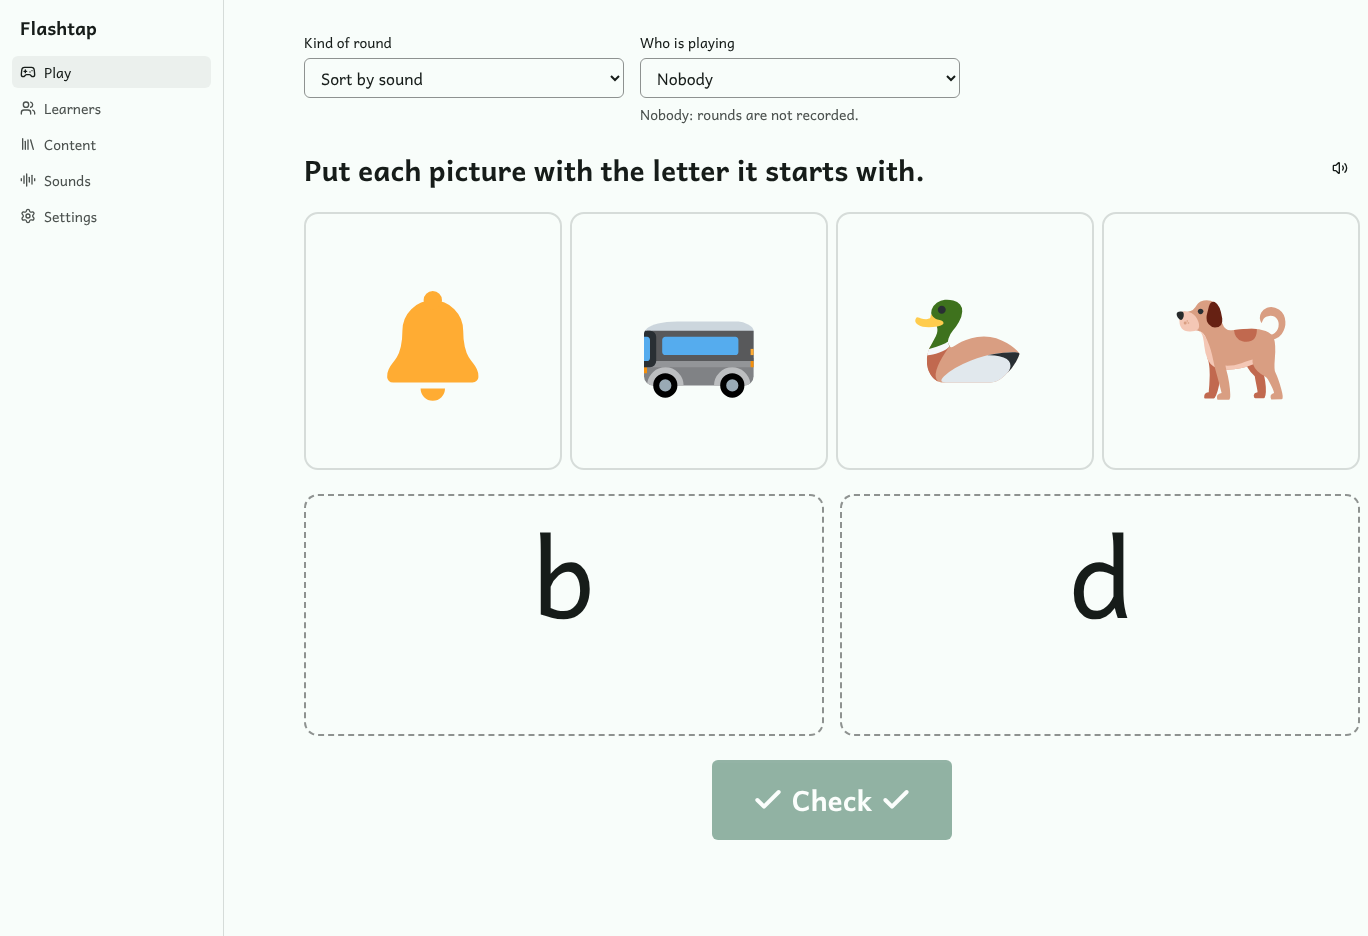 Flashtap
Play
Learners
Content
Sounds
Settings
Kind of round
Sort by sound
Who is playing
Nobody
Nobody: rounds are not recorded.
Put each picture with the letter it starts with.
b
d
Check